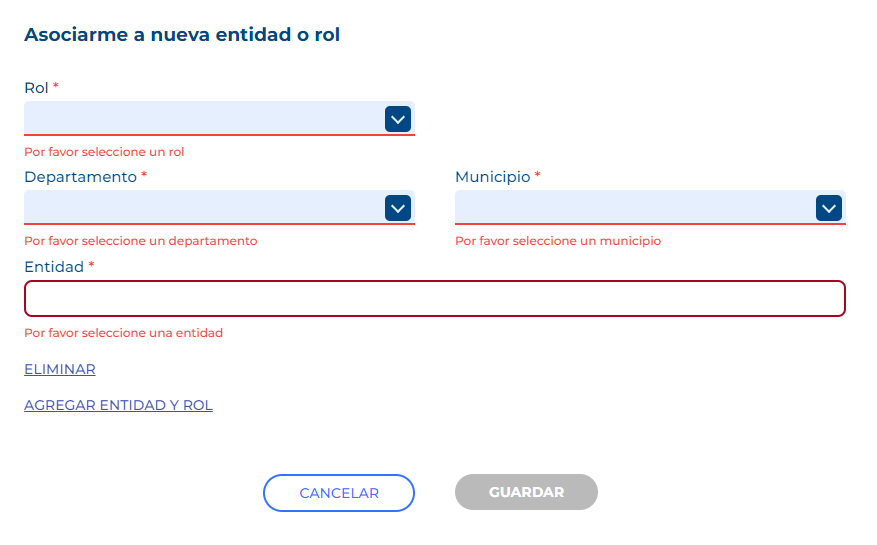 Asociarme a nueva entidad o rol
Rol *
Por favor seleccione un rol
Departamento *
Municipio *
Por favor seleccione un departamento
Por favor seleccione un municipio
Entidad *
Por favor seleccione una entidad
ELIMINAR
AGREGAR ENTIDAD Y ROL
CANCELAR
GUARDAR